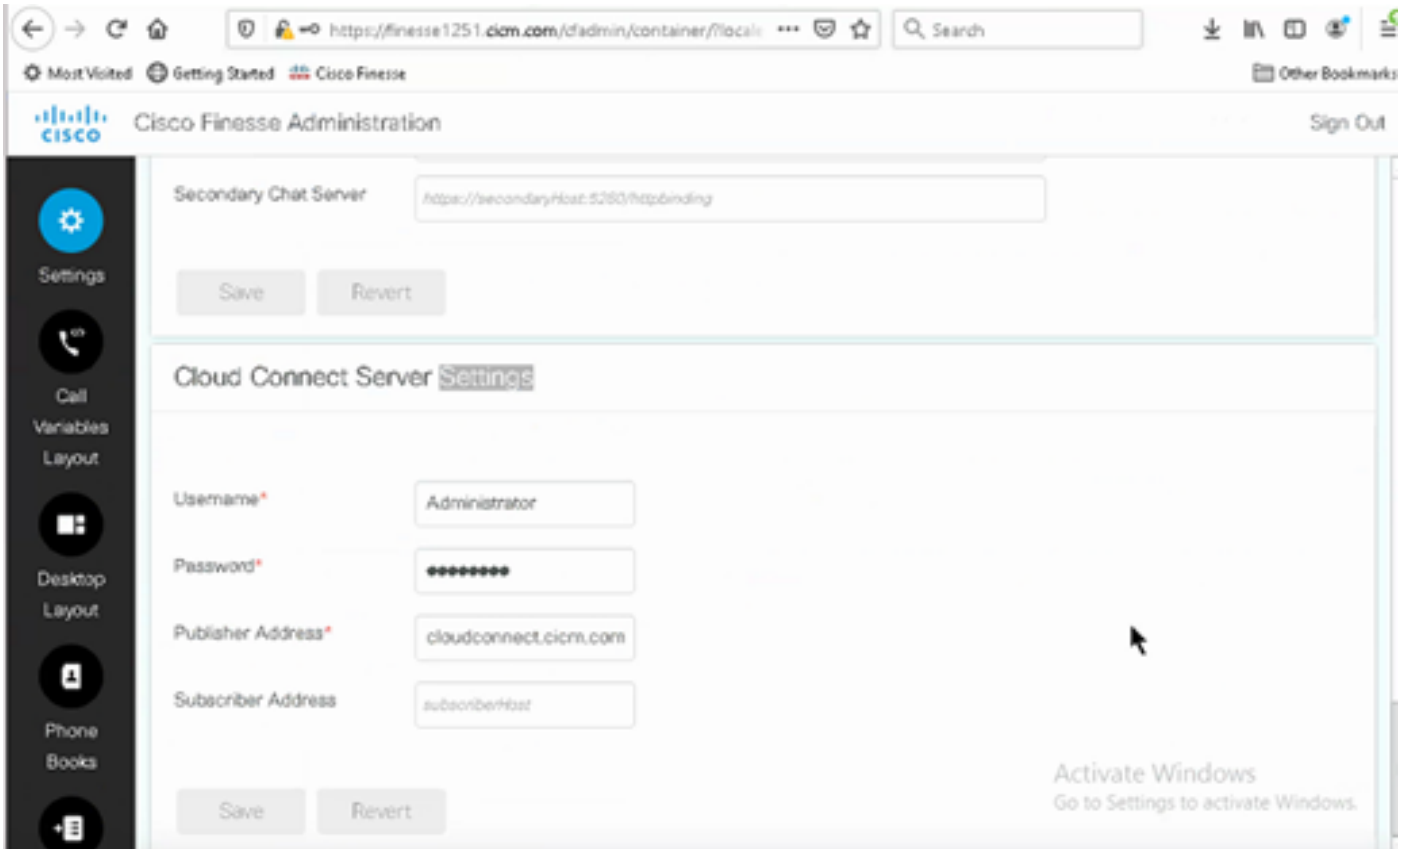 https://finesse1251.cicm.com/cfadmin/container/?locale
Search
Most Visited
Getting Started
Cisco Finesse
Other Bookmarks
CISCO
Cisco Finesse Administration
Sign Out
Secondary Chat Server
https://secondaryHost:5280/httpbinding
Save
Revert
Settings
Call
Variables
Layout
Desktop
Layout
Phone
Books
Cloud Connect Server Settings
Username*
Administrator
Password*
Publisher Address*
cloudconnect.cicm.com
Subscriber Address
subscriberHost
Save
Revert
Activate Windows
Go to Settings to activate Windows.